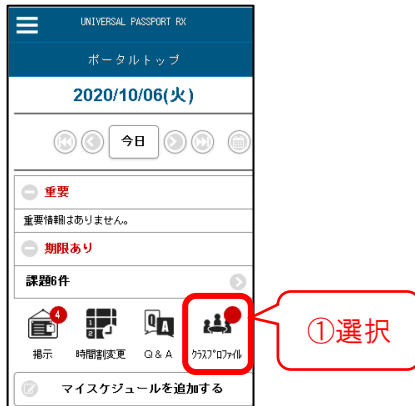 UNIVERSAL PASSPORT RX
ポータルトップ
2020/10/06(火)
今日
重要
重要情報はありません。
期限あり
課題6件
4
Q A
掲示 時間割変更 Q & A クラスプロファイル
マイスケジュールを追加する
①選択